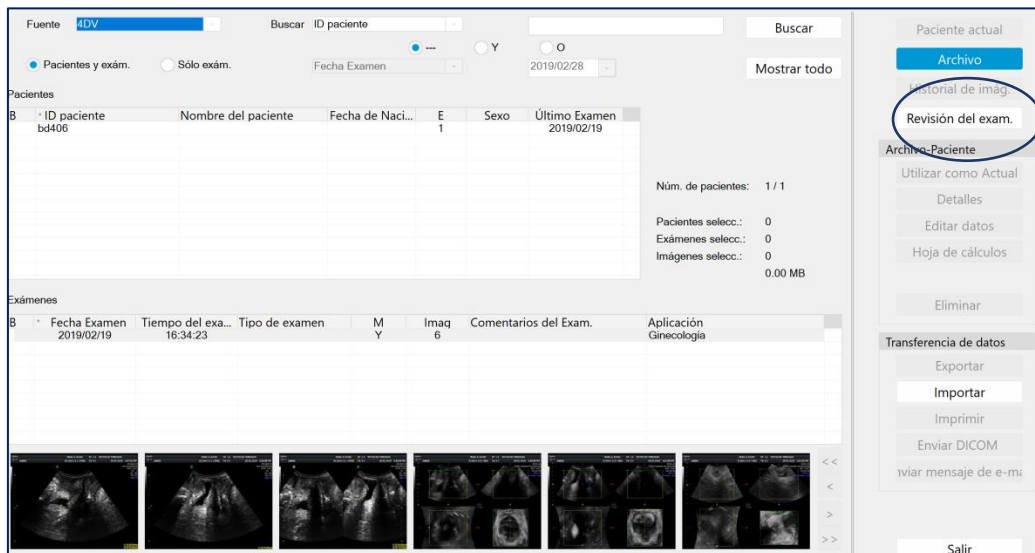 Fuente 4DV Buscar ID paciente Buscar
--- Y O
Pacientes y exám. Sólo exám. Fecha Examen 2019/02/28 Mostrar todo
Pacientes
B ID paciente Nombre del paciente Fecha de Naci... E Sexo Último Examen
bd406 1 2019/02/19
Núm. de pacientes: 1 / 1
Pacientes selecc.: 0
Exámenes selecc.: 0
Imágenes selecc.: 0
0.00 MB
Exámenes
B Fecha Examen Tiempo del exa... Tipo de examen M Imag Comentarios del Exam. Aplicación
2019/02/19 16:34:23 Y 6 Ginecología
<<
<
>
>>
Paciente actual
Archivo
Historial de imág.
Revisión del exam.
Archivo-Paciente
Utilizar como Actual
Detalles
Editar datos
Hoja de cálculos
Eliminar
Transferencia de datos
Exportar
Importar
Imprimir
Enviar DICOM
nviar mensaje de e-ma
Salir